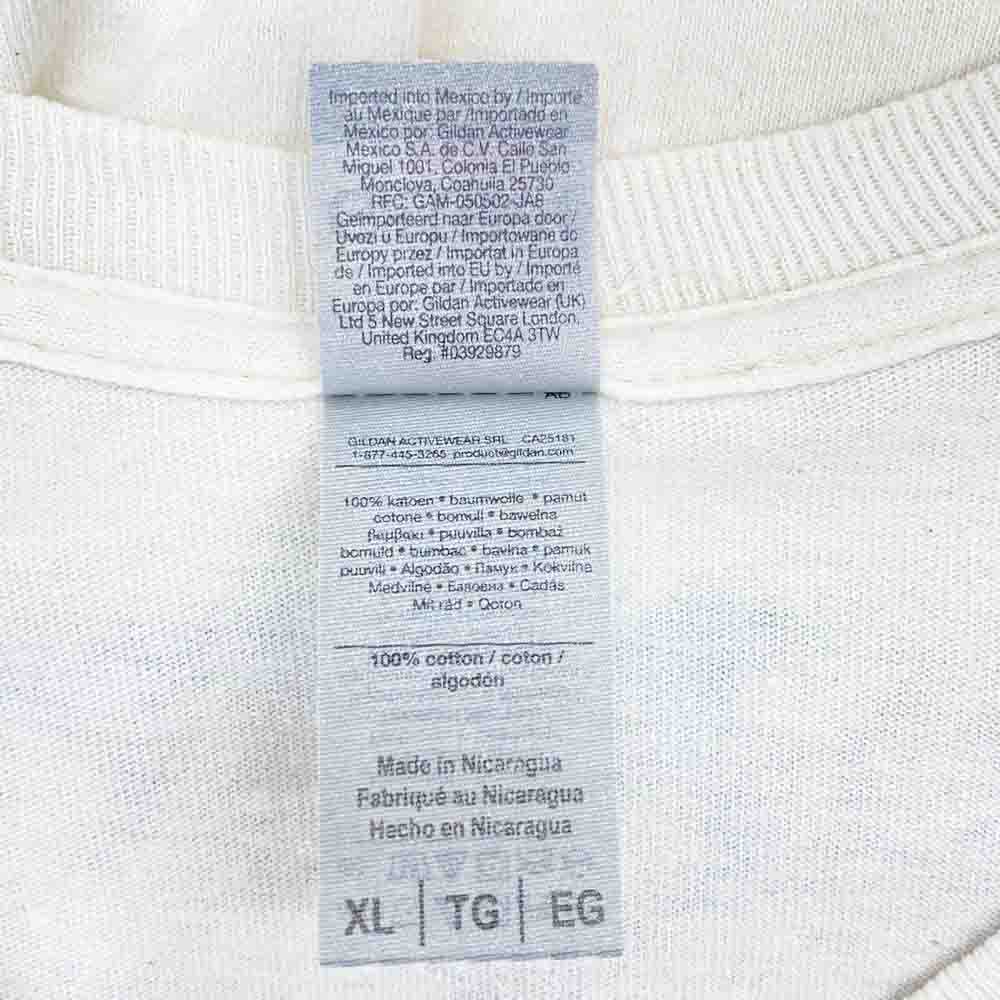 Imported into Mexico by / Importé
au Mexique par /Importado en
México por: Gildan Activewear
Mexico S.A. de C.V. Calle San
Miguel 1001, Colonia El Pueblo
Monclova, Coahuila 25730
RFC: GAM-050502-JA8
Geïmporteerd naar Europa door /
Uvozi u Europu / Importowane do
Europy przez / Importat in Europa
de / Imported into EU by / Importé
en Europe par / Importado en
Europa por: Gildan Activewear (UK)
Ltd 5 New Street Square London,
United Kingdom EC4A 3TW
Reg. #03929879
GILDAN ACTIVEWEAR SRL CA25181
1-877-445-3265 product@gildan.com
100% katoen • baumwolle • pamut
cotone • bomull • bawełna
βαμβάκι • puuvilla • bombaž
bomuld • bumbac • bavlna • pamuk
puuvill • Algodão • Памук • Kokvilna
Medvilnė • Бавовна • Cadás
Mit rád • Qoton
100% cotton / coton /
algodón
Made in Nicaragua
Fabriqué au Nicaragua
Hecho en Nicaragua
XL | TG | EG